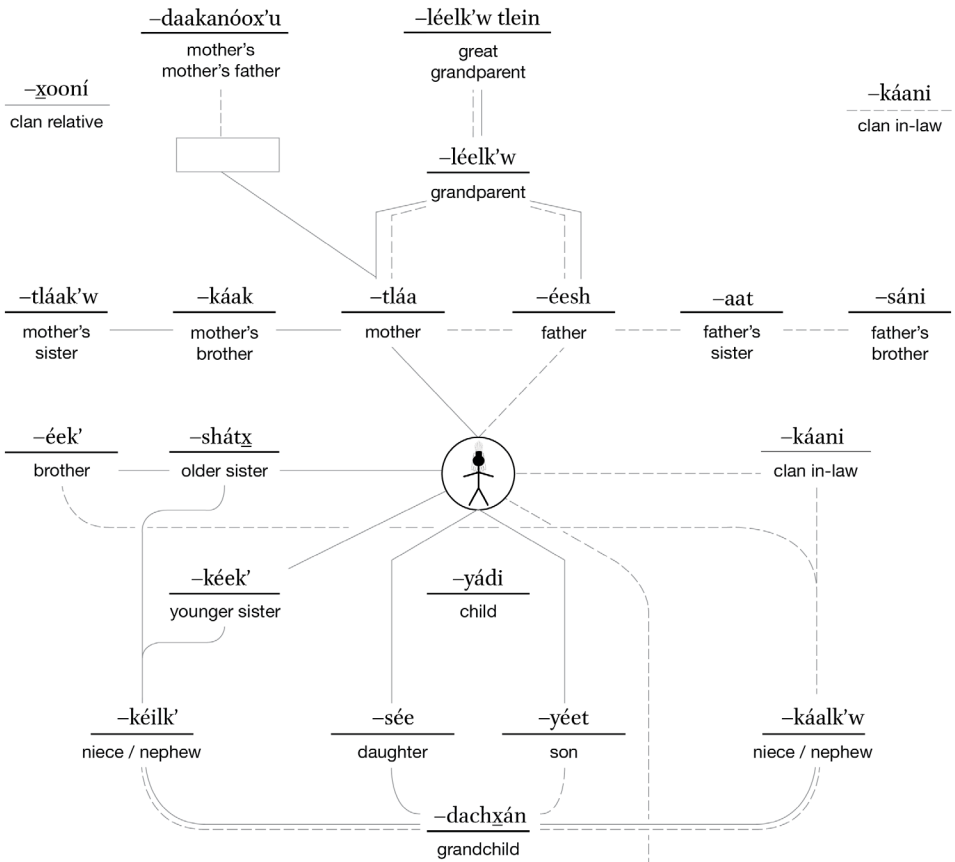 –daakanóox’u
mother’s
mother’s father
–léelk’w tlein
great
grandparent
–x̲ooní
clan relative
–káani
clan in-law
–léelk’w
grandparent
–tláak’w
mother’s
sister
–káak
mother’s
brother
–tláa
mother
–éesh
father
–aat
father’s
sister
–sáni
father’s
brother
–éek’
brother
–shátx̲
older sister
–káani
clan in-law
–kéek’
younger sister
–yádi
child
–kéilk’
niece / nephew
–sée
daughter
–yéet
son
–káalk’w
niece / nephew
–dachx̲án
grandchild